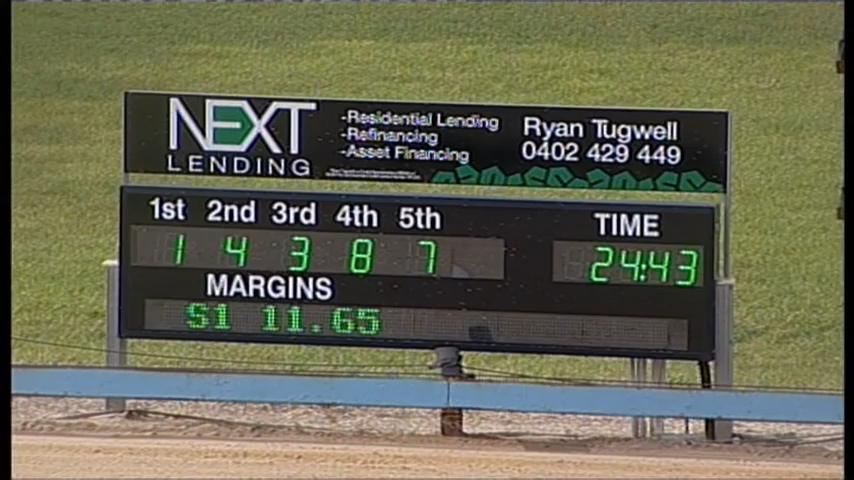 NEXT
LENDING
-Residential Lending
-Refinancing
-Asset Financing
Ryan Tugwell
0402 429 449
1st 2nd 3rd 4th 5th TIME
1 4 3 8 7 24:43
MARGINS
S1 11.65